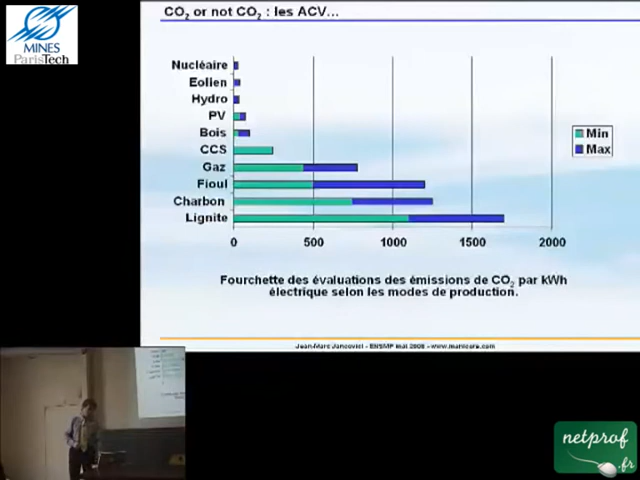 CO2 or not CO2 : les ACV...
MINES
ParisTech
Nucléaire
Eolien
Hydro
PV
Bois
CCS
Gaz
Fioul
Charbon
Lignite
0 500 1000 1500 2000
Min
Max
Fourchette des évaluations des émissions de CO2 par kWh
électrique selon les modes de production.
Jean-Marc Jancovici - ENSMP mai 2008 - www.manicore.com
netprof
.fr